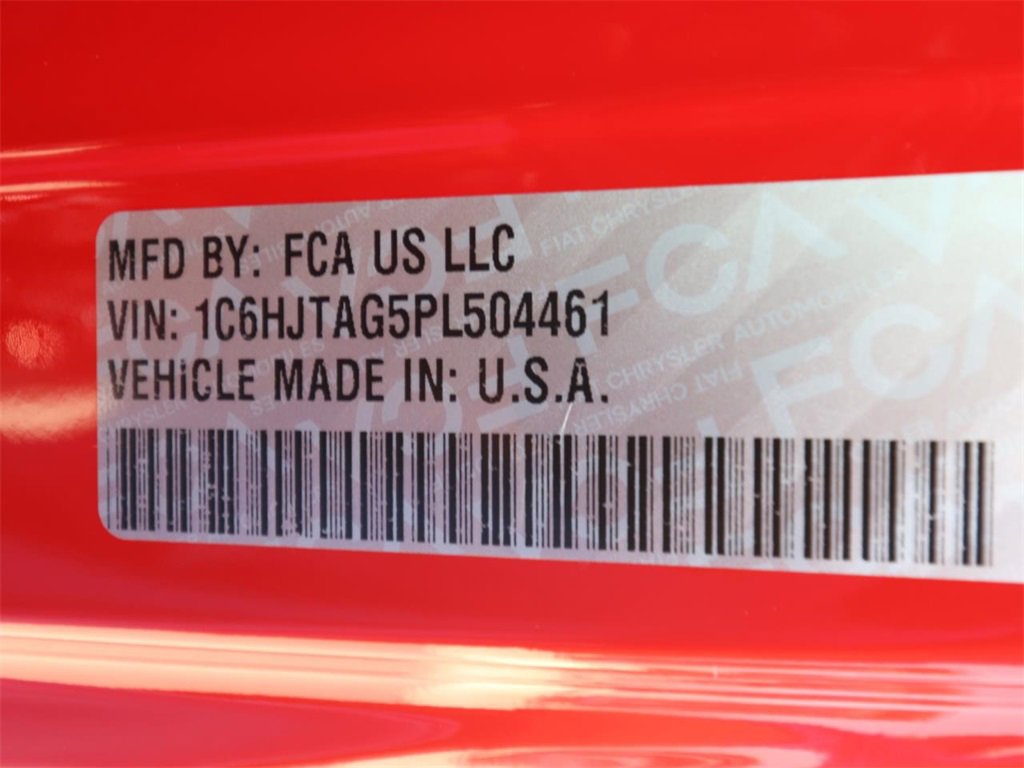 MFD BY: FCA US LLC
VIN: 1C6HJTAG5PL504461
VEHICLE MADE IN: U.S.A.